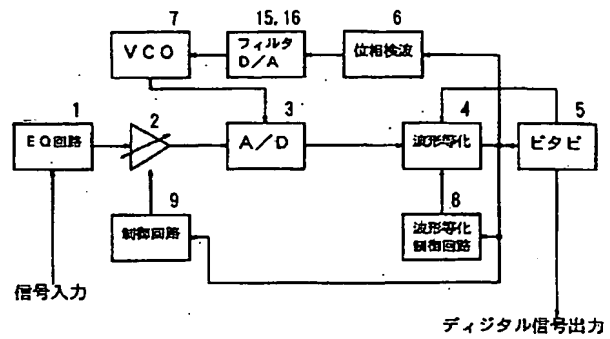 7
15, 16
6
VCO
フィルタ
D/A
位相検波
1
2
3
4
5
EQ回路
A/D
波形等化
ビタビ
9
8
制御回路
波形等化
制御回路
信号入力
ディジタル信号出力